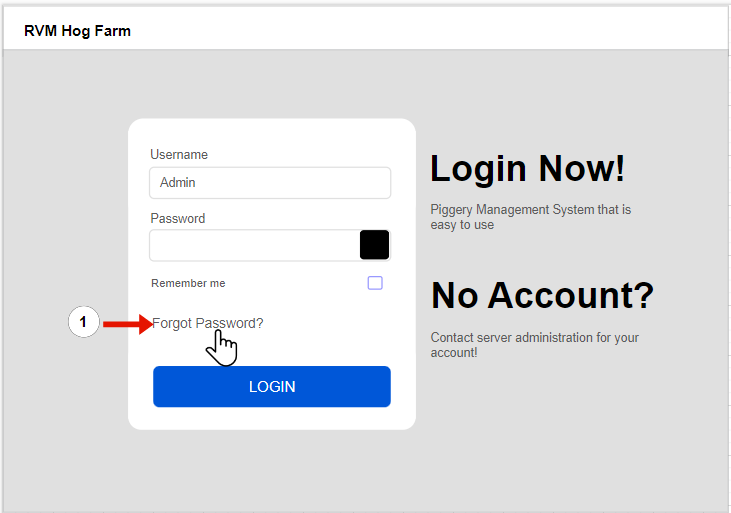 RVM Hog Farm
Username
Admin
Password
Remember me
1
Forgot Password?
LOGIN
Login Now!
Piggery Management System that is
easy to use
No Account?
Contact server administration for your
account!